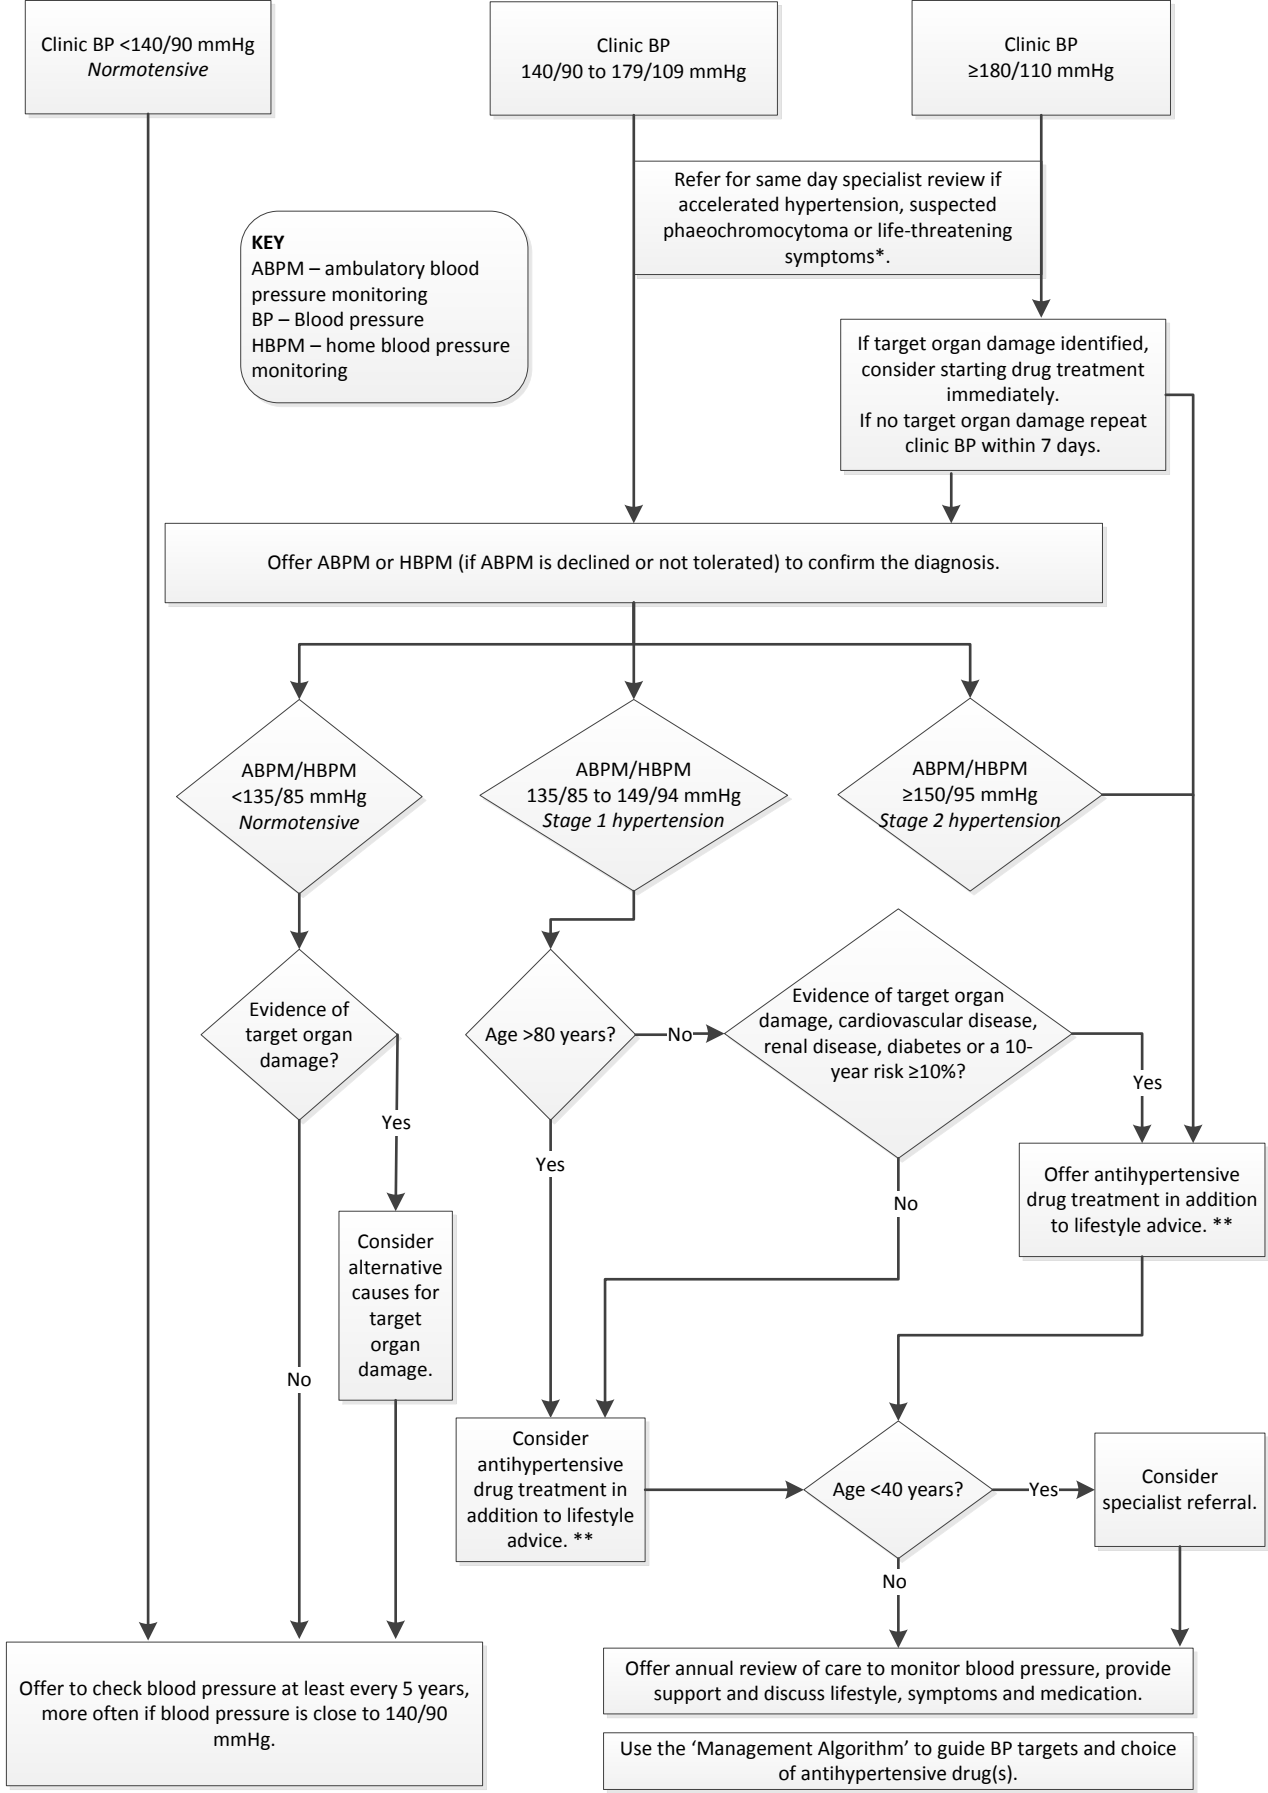 Clinic BP <140/90 mmHg
Normotensive
Clinic BP
140/90 to 179/109 mmHg
Clinic BP
≥180/110 mmHg
Refer for same day specialist review if
accelerated hypertension, suspected
phaeochromocytoma or life-threatening
symptoms*.
KEY
ABPM – ambulatory blood
pressure monitoring
BP – Blood pressure
HBPM – home blood pressure
monitoring
If target organ damage identified,
consider starting drug treatment
immediately.
If no target organ damage repeat
clinic BP within 7 days.
Offer ABPM or HBPM (if ABPM is declined or not tolerated) to confirm the diagnosis.
ABPM/HBPM
<135/85 mmHg
Normotensive
ABPM/HBPM
135/85 to 149/94 mmHg
Stage 1 hypertension
ABPM/HBPM
≥150/95 mmHg
Stage 2 hypertension
Evidence of
target organ
damage?
Age >80 years?
No
Evidence of target organ
damage, cardiovascular disease,
renal disease, diabetes or a 10-
year risk ≥10%?
Yes
Yes
Yes
No
Offer antihypertensive
drug treatment in addition
to lifestyle advice. **
Consider
alternative
causes for
target
organ
damage.
No
Consider
antihypertensive
drug treatment in
addition to lifestyle
advice. **
Age <40 years?
Yes
Consider
specialist referral.
No
Offer to check blood pressure at least every 5 years,
more often if blood pressure is close to 140/90
mmHg.
Offer annual review of care to monitor blood pressure, provide
support and discuss lifestyle, symptoms and medication.
Use the ‘Management Algorithm’ to guide BP targets and choice
of antihypertensive drug(s).